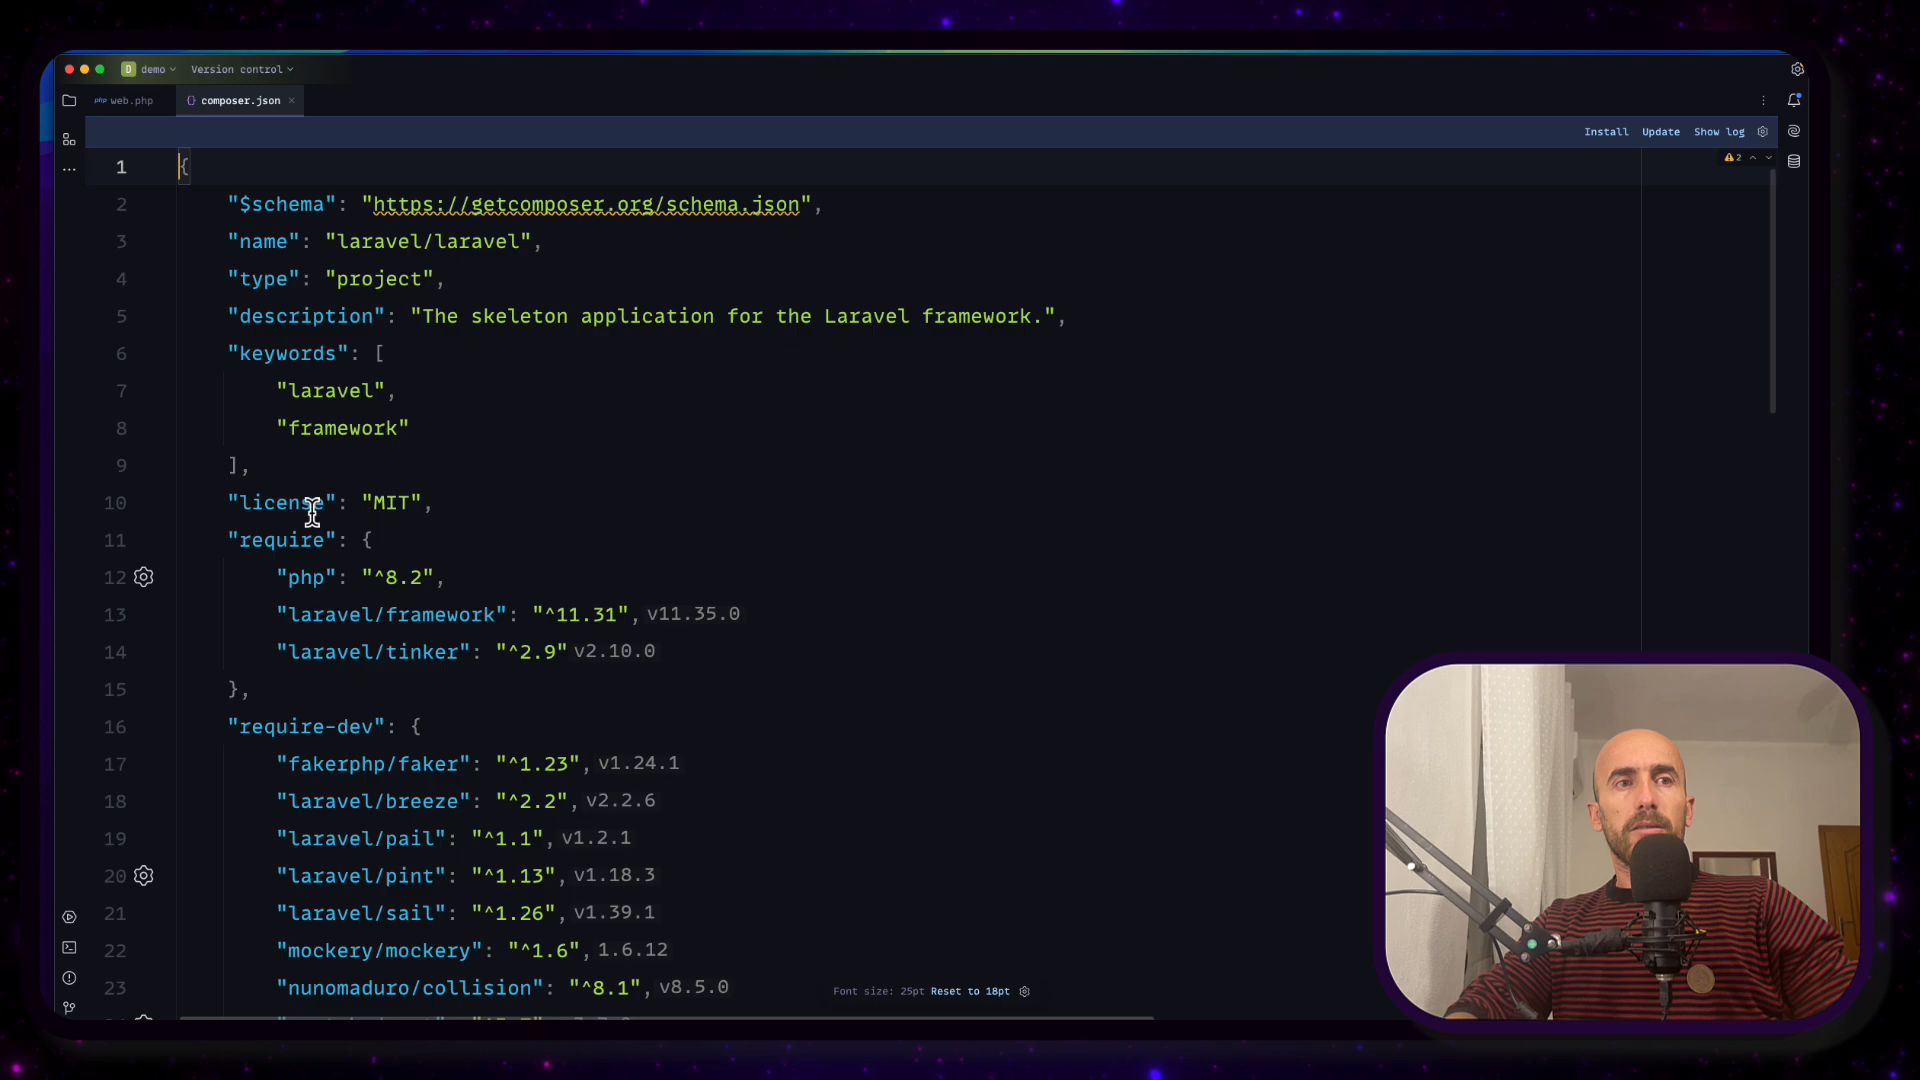 D demo Version control
php web.php {} composer.json ×
Install Update Show log
2
1 {
2 "$schema": "https://getcomposer.org/schema.json",
3 "name": "laravel/laravel",
4 "type": "project",
5 "description": "The skeleton application for the Laravel framework.",
6 "keywords": [
7 "laravel",
8 "framework"
9 ],
10 "license": "MIT",
11 "require": {
12 "php": "^8.2",
13 "laravel/framework": "^11.31", v11.35.0
14 "laravel/tinker": "^2.9" v2.10.0
15 },
16 "require-dev": {
17 "fakerphp/faker": "^1.23", v1.24.1
18 "laravel/breeze": "^2.2", v2.2.6
19 "laravel/pail": "^1.1", v1.2.1
20 "laravel/pint": "^1.13", v1.18.3
21 "laravel/sail": "^1.26", v1.39.1
22 "mockery/mockery": "^1.6", 1.6.12
23 "nunomaduro/collision": "^8.1", v8.5.0
Font size: 25pt Reset to 18pt